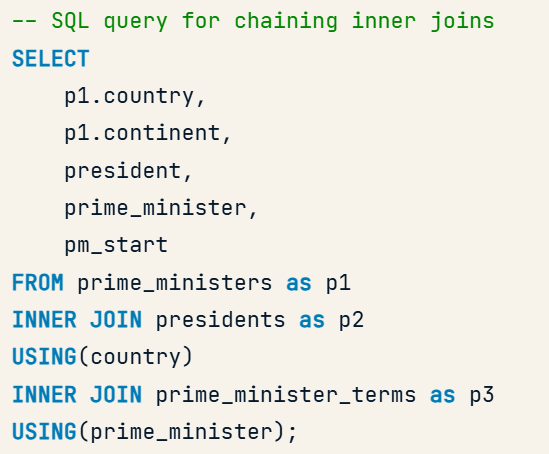 -- SQL query for chaining inner joins
SELECT
    p1.country,
    p1.continent,
    president,
    prime_minister,
    pm_start
FROM prime_ministers as p1
INNER JOIN presidents as p2
USING(country)
INNER JOIN prime_minister_terms as p3
USING(prime_minister);